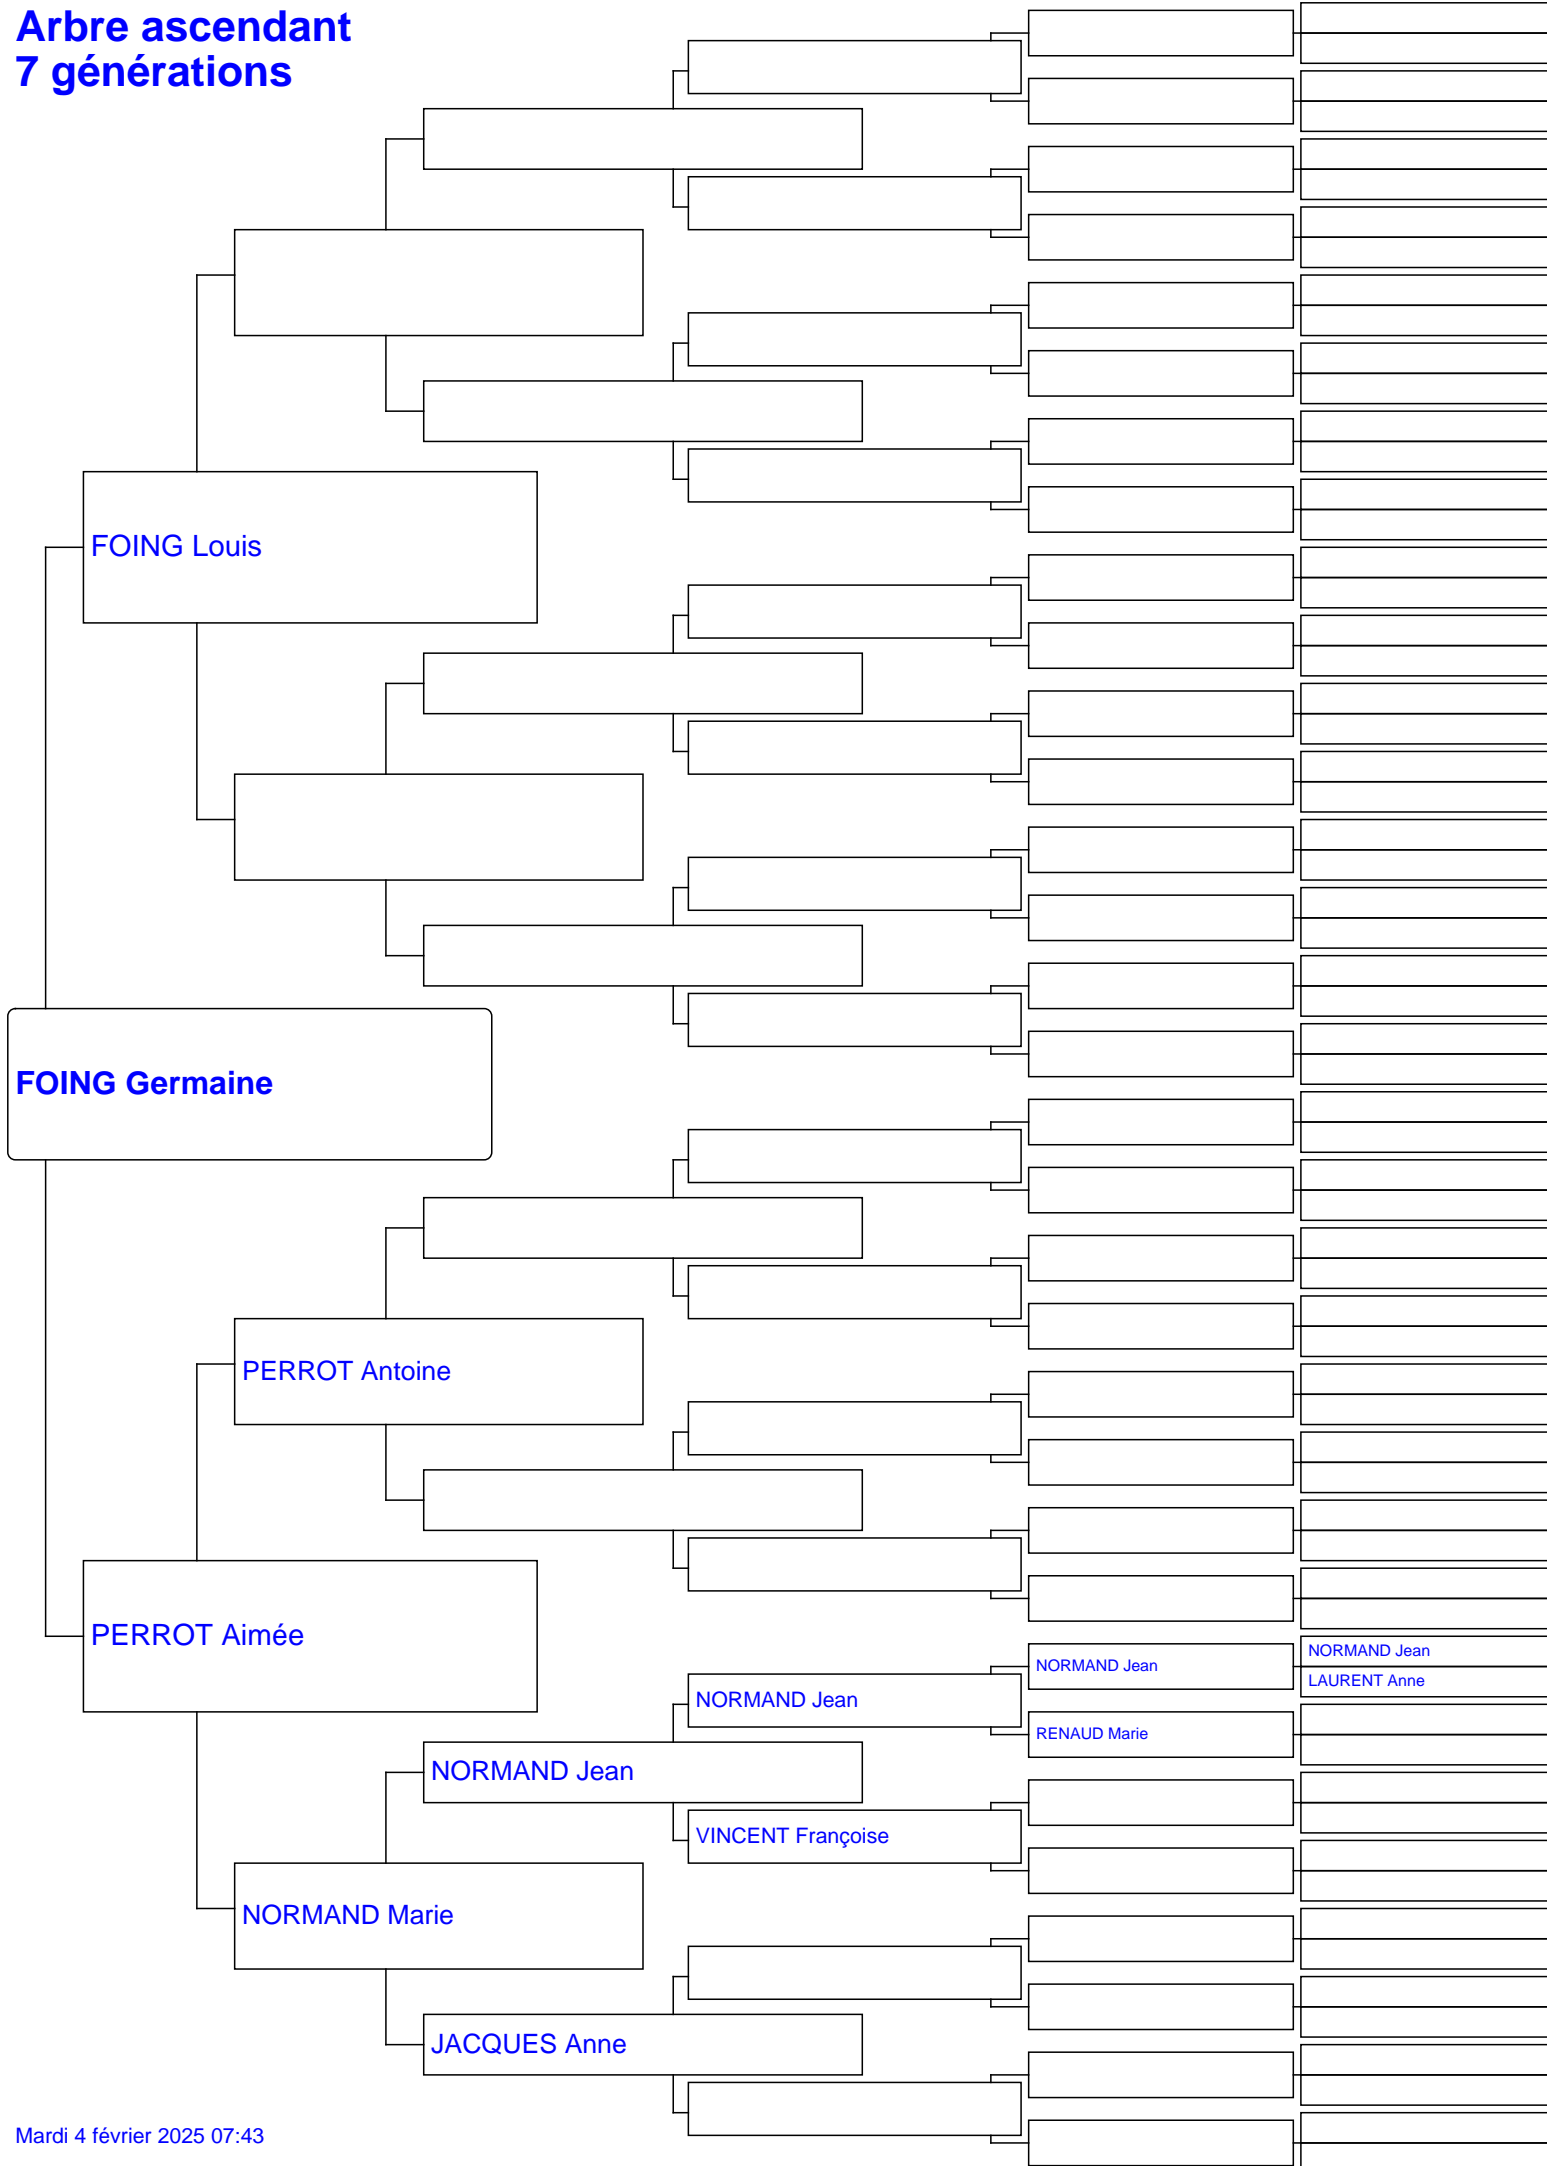 Arbre ascendant
7 générations
FOING Louis
FOING Germaine
PERROT Antoine
PERROT Aimée
NORMAND Jean
NORMAND Jean
LAURENT Anne
NORMAND Jean
RENAUD Marie
NORMAND Jean
VINCENT Françoise
NORMAND Marie
JACQUES Anne
Mardi 4 février 2025 07:43